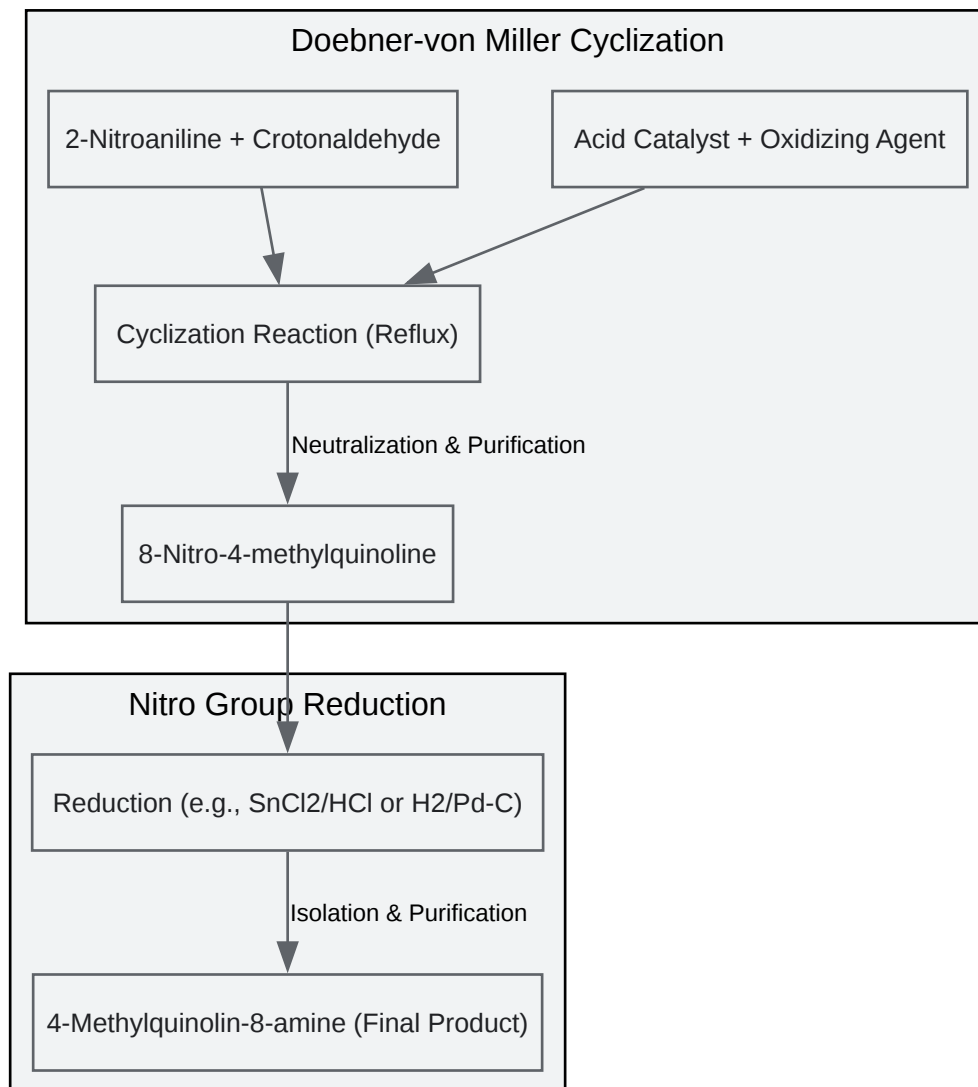 Doebner-von Miller Cyclization
2-Nitroaniline + Crotonaldehyde
Acid Catalyst + Oxidizing Agent
Cyclization Reaction (Reflux)
Neutralization & Purification
8-Nitro-4-methylquinoline
Nitro Group Reduction
Reduction (e.g., SnCl2/HCl or H2/Pd-C)
Isolation & Purification
4-Methylquinolin-8-amine (Final Product)